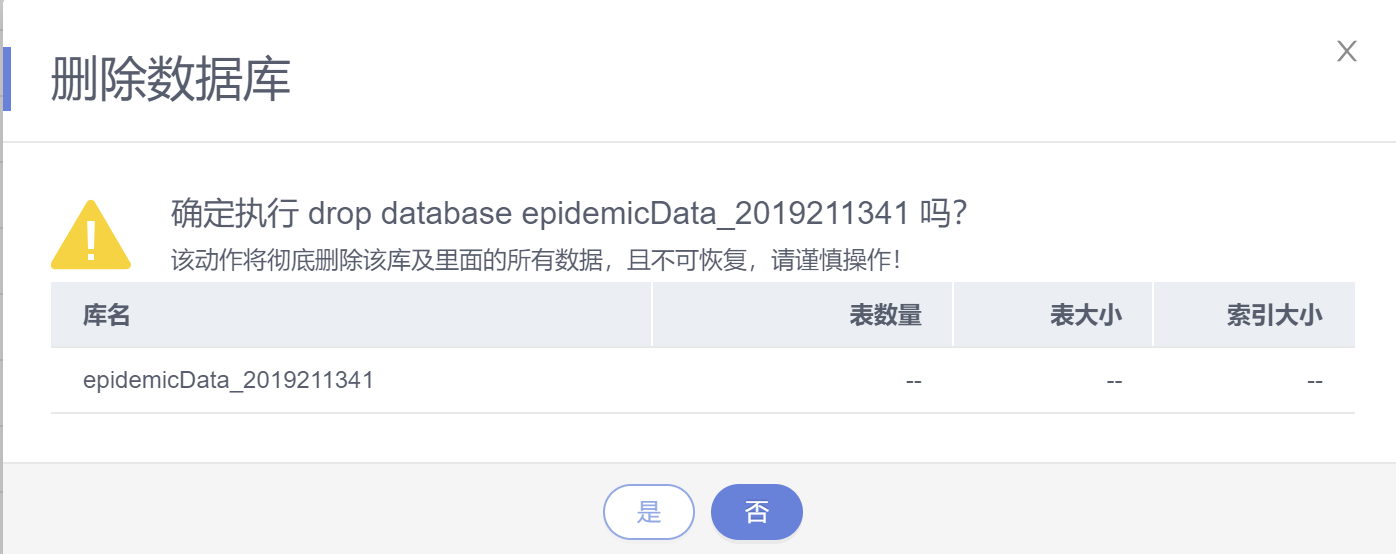 删除数据库
X
确定执行 drop database epidemicData_2019211341 吗?
该动作将彻底删除该库及里面的所有数据，且不可恢复，请谨慎操作!
库名 表数量 表大小 索引大小
epidemicData_2019211341 -- -- --
是 否